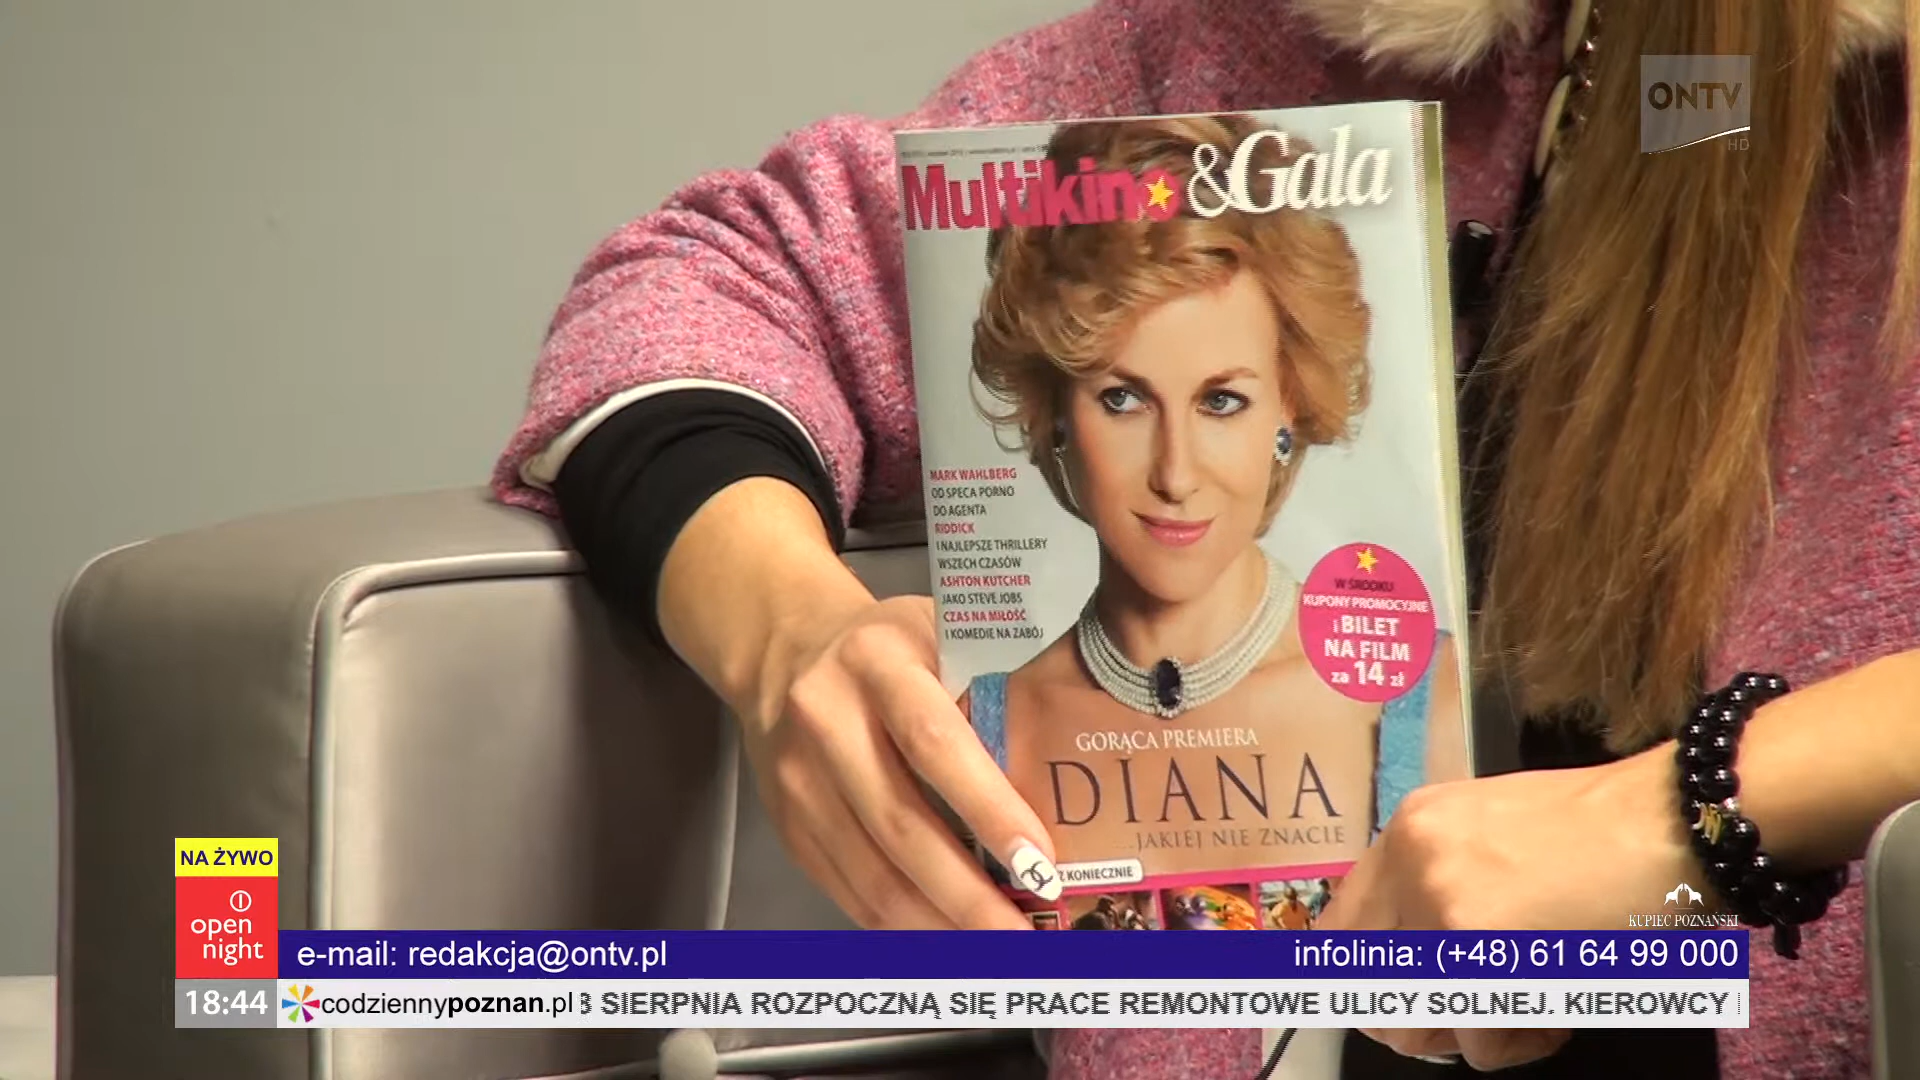 ONTV
HD
Multikino &Gala
MARK WAHLBERG
OD SPECA PORNO
DO AGENTA
RIDDICK
I NAJLEPSZE THRILLERY
WSZECH CZASÓW
ASHTON KUTCHER
JAKO STEVE JOBS
CZAS NA MIŁOŚĆ
I KOMEDIE NA ZABÓJ
W ŚRODKU
KUPONY PROMOCYJNE
i BILET
NA FILM
za 14 zł
GORĄCA PREMIERA
DIANA
...JAKIEJ NIE ZNACIE
KONIECZNIE
NA ŻYWO
open
night
KUPIEC POZNAŃSKI
e-mail: redakcja@ontv.pl infolinia: (+48) 61 64 99 000
18:44 codziennypoznan.pl 3 SIERPNIA ROZPOCZNĄ SIĘ PRACE REMONTOWE ULICY SOLNEJ. KIEROWCY